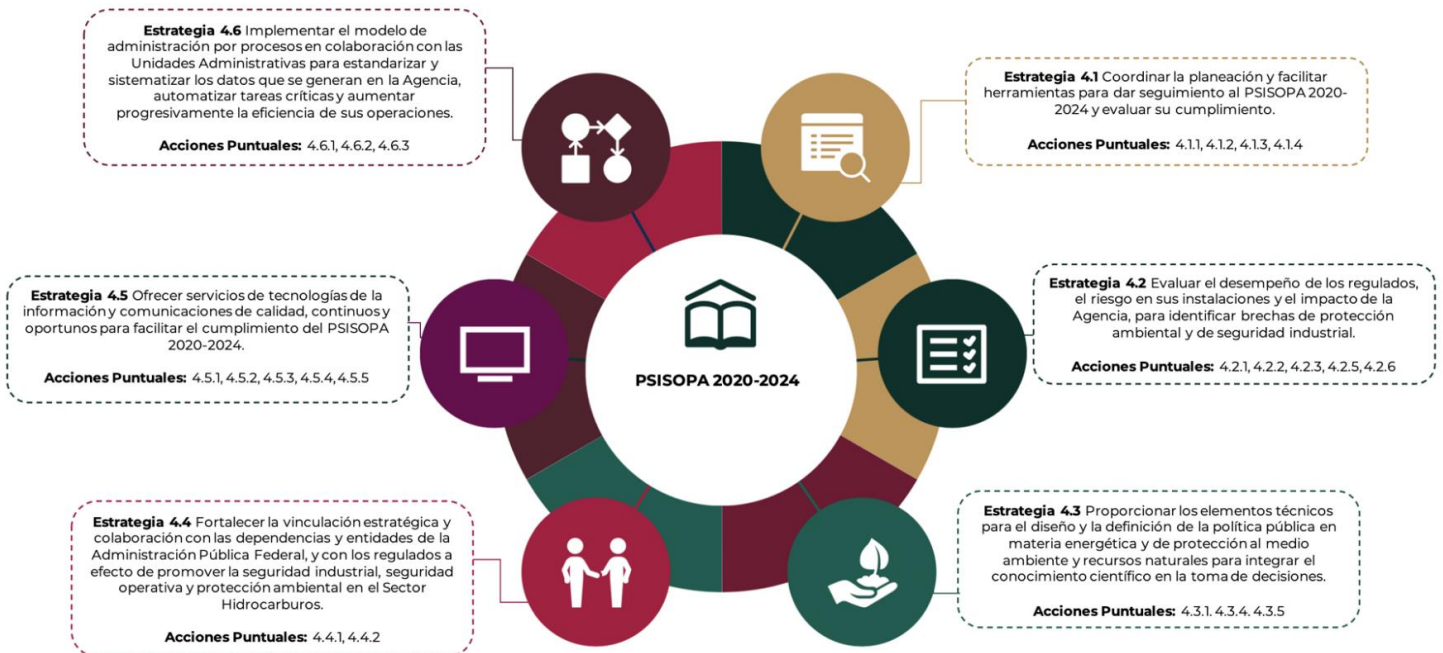 Estrategia 4.6 Implementar el modelo de
administración por procesos en colaboración con las
Unidades Administrativas para estandarizar y
sistematizar los datos que se generan en la Agencia,
automatizar tareas críticas y aumentar
progresivamente la eficiencia de sus operaciones.
Acciones Puntuales: 4.6.1, 4.6.2, 4.6.3
Estrategia 4.1 Coordinar la planeación y facilitar
herramientas para dar seguimiento al PSISOPA 2020-
2024 y evaluar su cumplimiento.
Acciones Puntuales: 4.1.1, 4.1.2, 4.1.3, 4.1.4
Estrategia 4.5 Ofrecer servicios de tecnologías de la
información y comunicaciones de calidad, continuos y
oportunos para facilitar el cumplimiento del PSISOPA
2020-2024.
Acciones Puntuales: 4.5.1, 4.5.2, 4.5.3, 4.5.4, 4.5.5
PSISOPA 2020-2024
Estrategia 4.2 Evaluar el desempeño de los regulados,
el riesgo en sus instalaciones y el impacto de la
Agencia, para identificar brechas de protección
ambiental y de seguridad industrial.
Acciones Puntuales: 4.2.1, 4.2.2, 4.2.3, 4.2.5, 4.2.6
Estrategia 4.4 Fortalecer la vinculación estratégica y
colaboración con las dependencias y entidades de la
Administración Pública Federal, y con los regulados a
efecto de promover la seguridad industrial, seguridad
operativa y protección ambiental en el Sector
Hidrocarburos.
Acciones Puntuales: 4.4.1, 4.4.2
Estrategia 4.3 Proporcionar los elementos técnicos
para el diseño y la definición de la política pública en
materia energética y de protección al medio
ambiente y recursos naturales para integrar el
conocimiento científico en la toma de decisiones.
Acciones Puntuales: 4.3.1. 4.3.4. 4.3.5